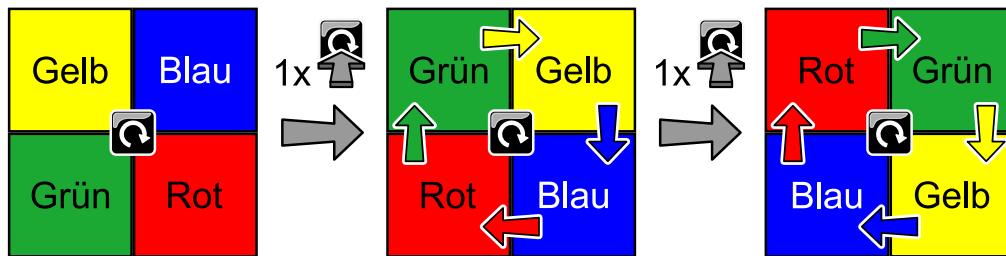 Gelb Blau
Grün Rot
1x
Grün Gelb
Rot Blau
1x
Rot Grün
Blau Gelb